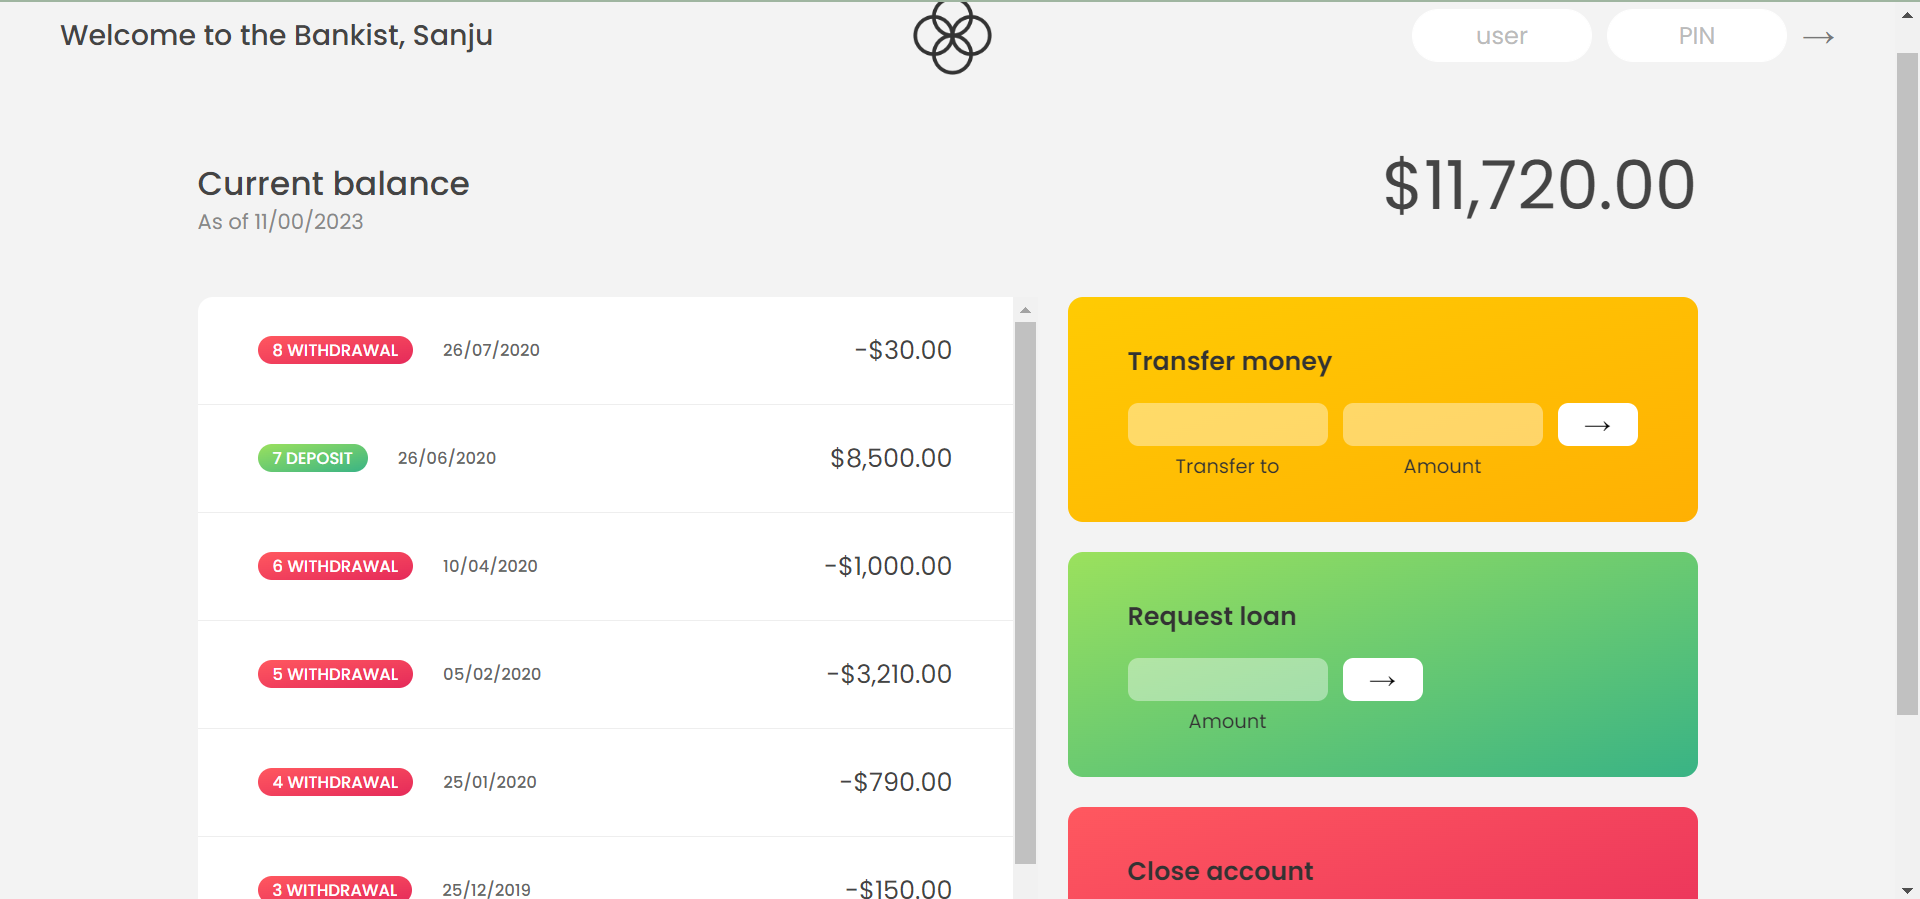 Welcome to the Bankist, Sanju
user
PIN
→
Current balance
As of 11/00/2023
$11,720.00
8 WITHDRAWAL 26/07/2020 -$30.00
7 DEPOSIT 26/06/2020 $8,500.00
6 WITHDRAWAL 10/04/2020 -$1,000.00
5 WITHDRAWAL 05/02/2020 -$3,210.00
4 WITHDRAWAL 25/01/2020 -$790.00
3 WITHDRAWAL 25/12/2019 -$150.00
Transfer money
→
Transfer to Amount
Request loan
→
Amount
Close account